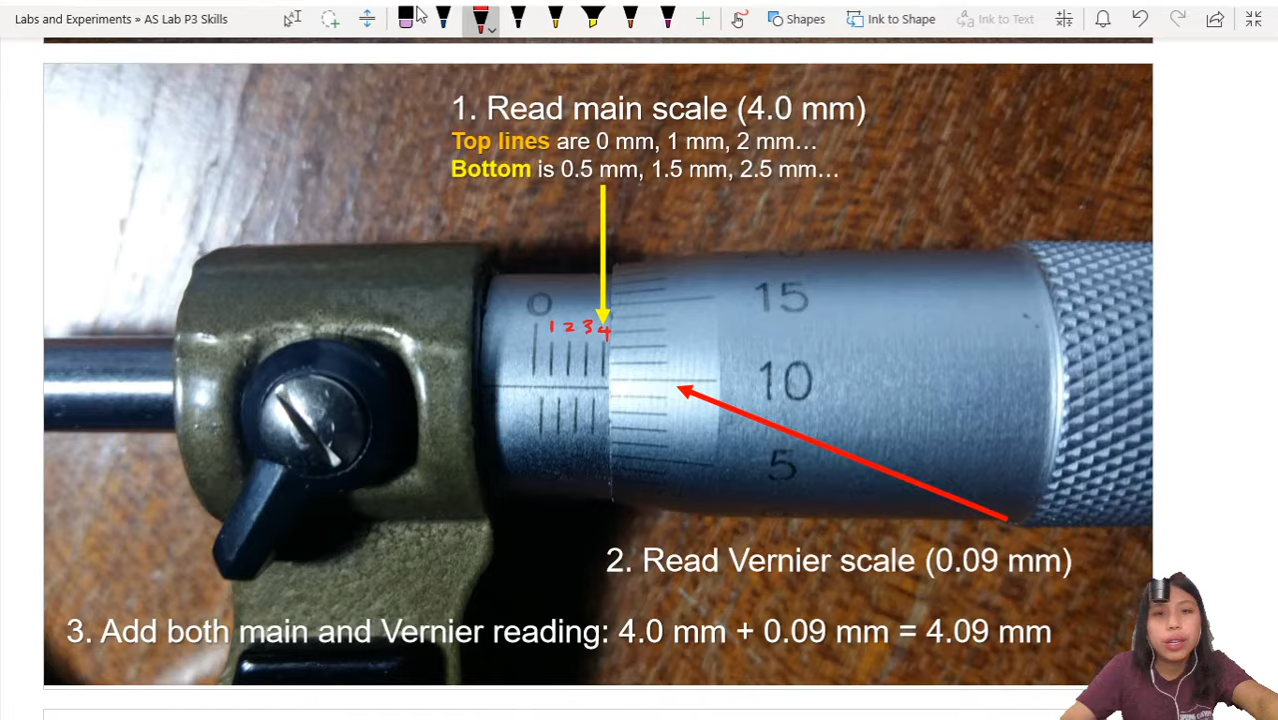 Labs and Experiments » AS Lab P3 Skills
Shapes
Ink to Shape
Ink to Text
1. Read main scale (4.0 mm)
Top lines are 0 mm, 1 mm, 2 mm…
Bottom is 0.5 mm, 1.5 mm, 2.5 mm…
0
1 2 3 4
15
10
5
2. Read Vernier scale (0.09 mm)
3. Add both main and Vernier reading: 4.0 mm + 0.09 mm = 4.09 mm